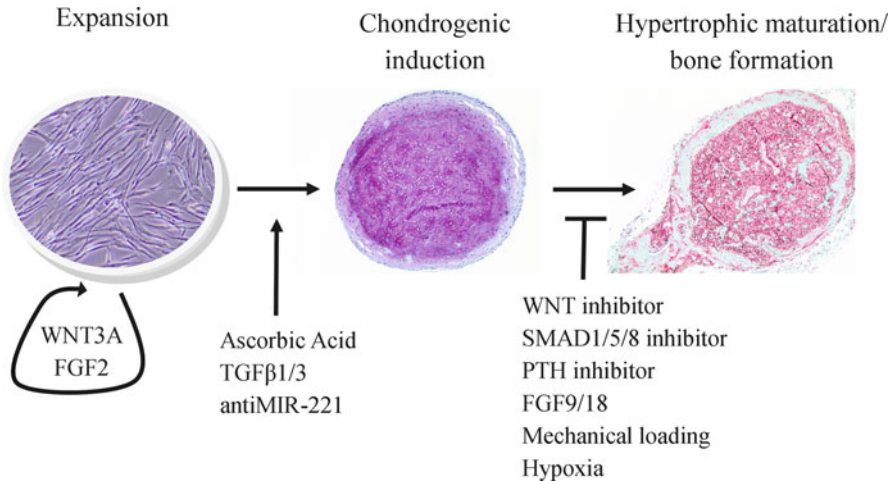 Expansion
Chondrogenic
induction
Hypertrophic maturation/
bone formation
WNT3A
FGF2
Ascorbic Acid
TGFβ1/3
antiMIR-221
WNT inhibitor
SMAD1/5/8 inhibitor
PTH inhibitor
FGF9/18
Mechanical loading
Hypoxia